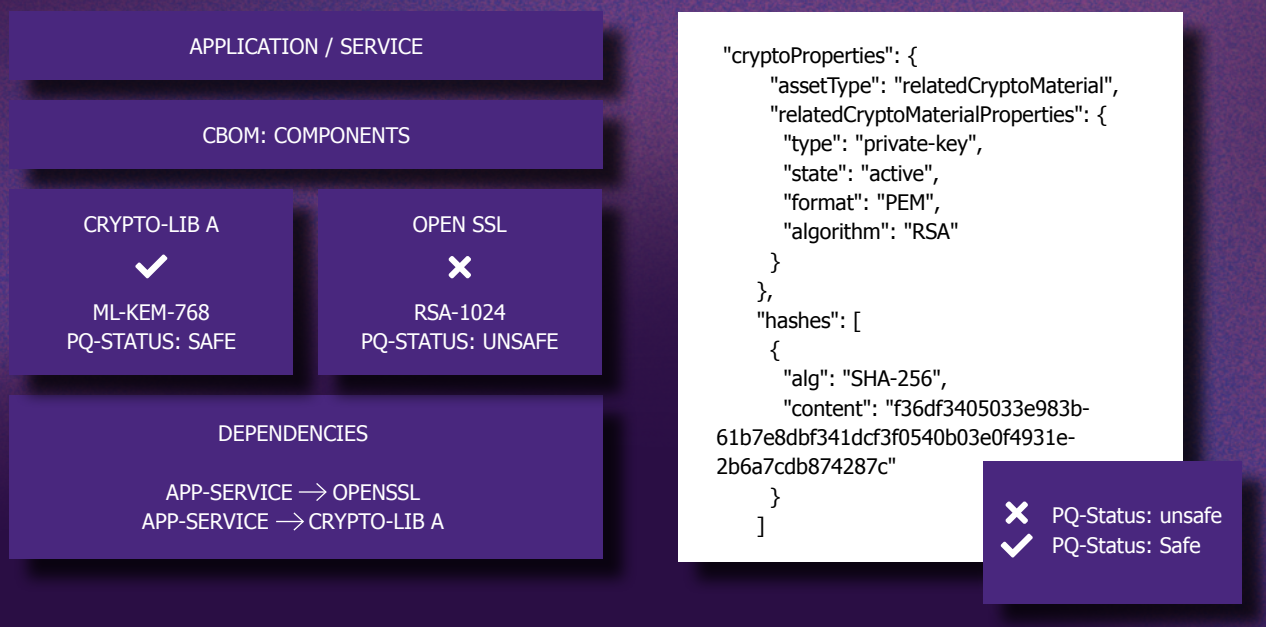 APPLICATION / SERVICE
CBOM: COMPONENTS
CRYPTO-LIB A
ML-KEM-768
PQ-STATUS: SAFE
OPEN SSL
RSA-1024
PQ-STATUS: UNSAFE
DEPENDENCIES
APP-SERVICE → OPENSSL
APP-SERVICE → CRYPTO-LIB A
"cryptoProperties": {
"assetType": "relatedCryptoMaterial",
"relatedCryptoMaterialProperties": {
"type": "private-key",
"state": "active",
"format": "PEM",
"algorithm": "RSA"
}
},
"hashes": [
{
"alg": "SHA-256",
"content": "f36df3405033e983b-
61b7e8dbf341dcf3f0540b03e0f4931e-
2b6a7cdb874287c"
}
]
PQ-Status: unsafe
PQ-Status: Safe